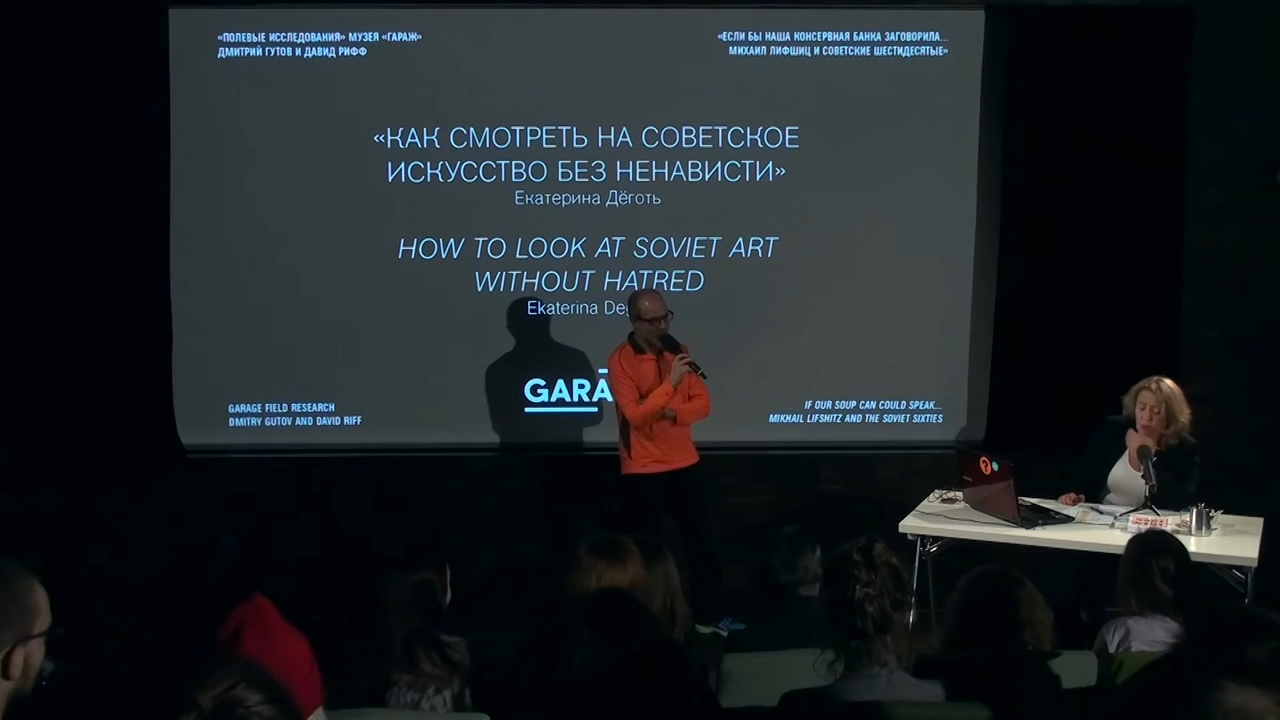 «ПОЛЕВЫЕ ИССЛЕДОВАНИЯ» МУЗЕЯ «ГАРАЖ»
ДМИТРИЙ ГУТОВ И ДАВИД РИФФ
«ЕСЛИ БЫ НАША КОНСЕРВНАЯ БАНКА ЗАГОВОРИЛА...
МИХАИЛ ЛИФШИЦ И СОВЕТСКИЕ ШЕСТИДЕСЯТЫЕ»
«КАК СМОТРЕТЬ НА СОВЕТСКОЕ
ИСКУССТВО БЕЗ НЕНАВИСТИ»
Екатерина Дёготь
HOW TO LOOK AT SOVIET ART
WITHOUT HATRED
Ekaterina Deg
GARA
GARAGE FIELD RESEARCH
DMITRY GUTOV AND DAVID RIFF
IF OUR SOUP CAN COULD SPEAK...
MIKHAIL LIFSHITZ AND THE SOVIET SIXTIES